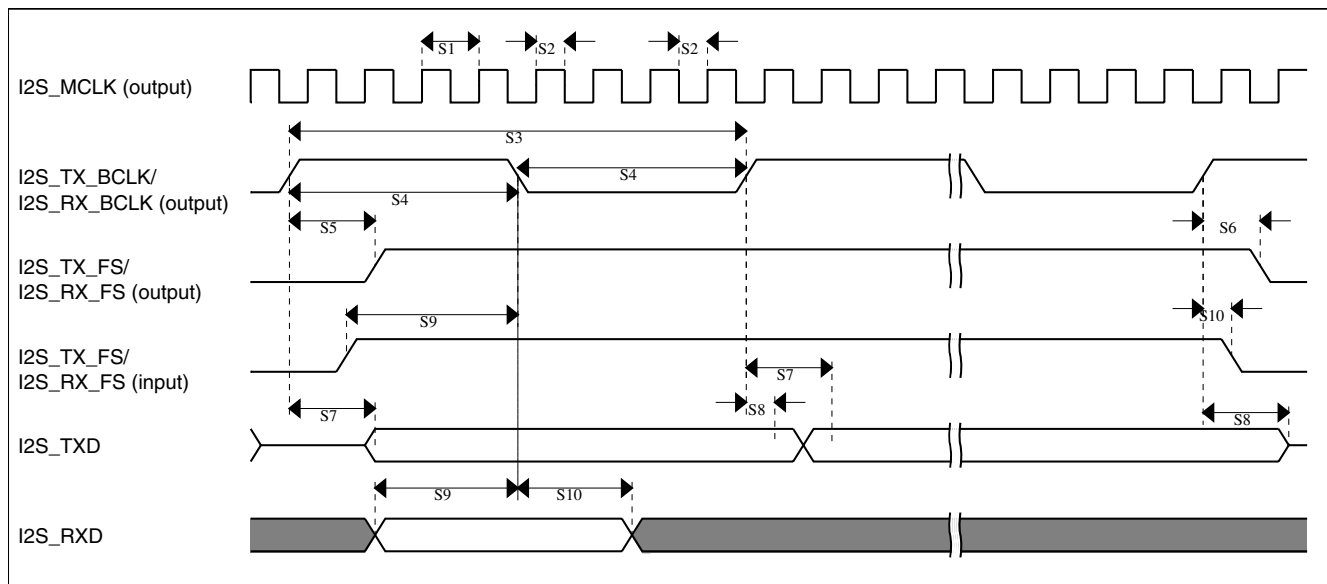 S1
S2
S2
I2S_MCLK (output)
S3
I2S_TX_BCLK/
I2S_RX_BCLK (output)
S4
S4
S5
S6
I2S_TX_FS/
I2S_RX_FS (output)
S9
S10
I2S_TX_FS/
I2S_RX_FS (input)
S7
S7
S8
S8
I2S_TXD
S9
S10
I2S_RXD